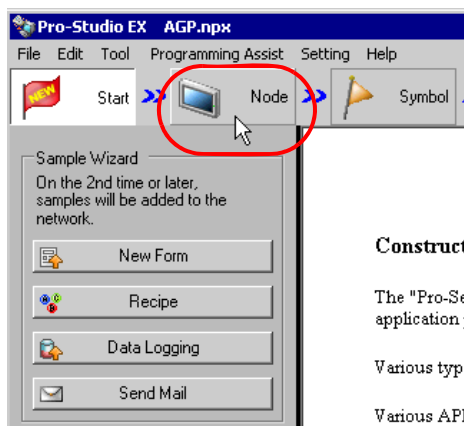 Pro-Studio EX AGP.npx
File Edit Tool Programming Assist Setting Help
NEW Start Node Symbol
Sample Wizard
On the 2nd time or later,
samples will be added to the
network.
New Form
Recipe
Data Logging
Send Mail
Construct
The "Pro-Se
application
Various typ
Various API